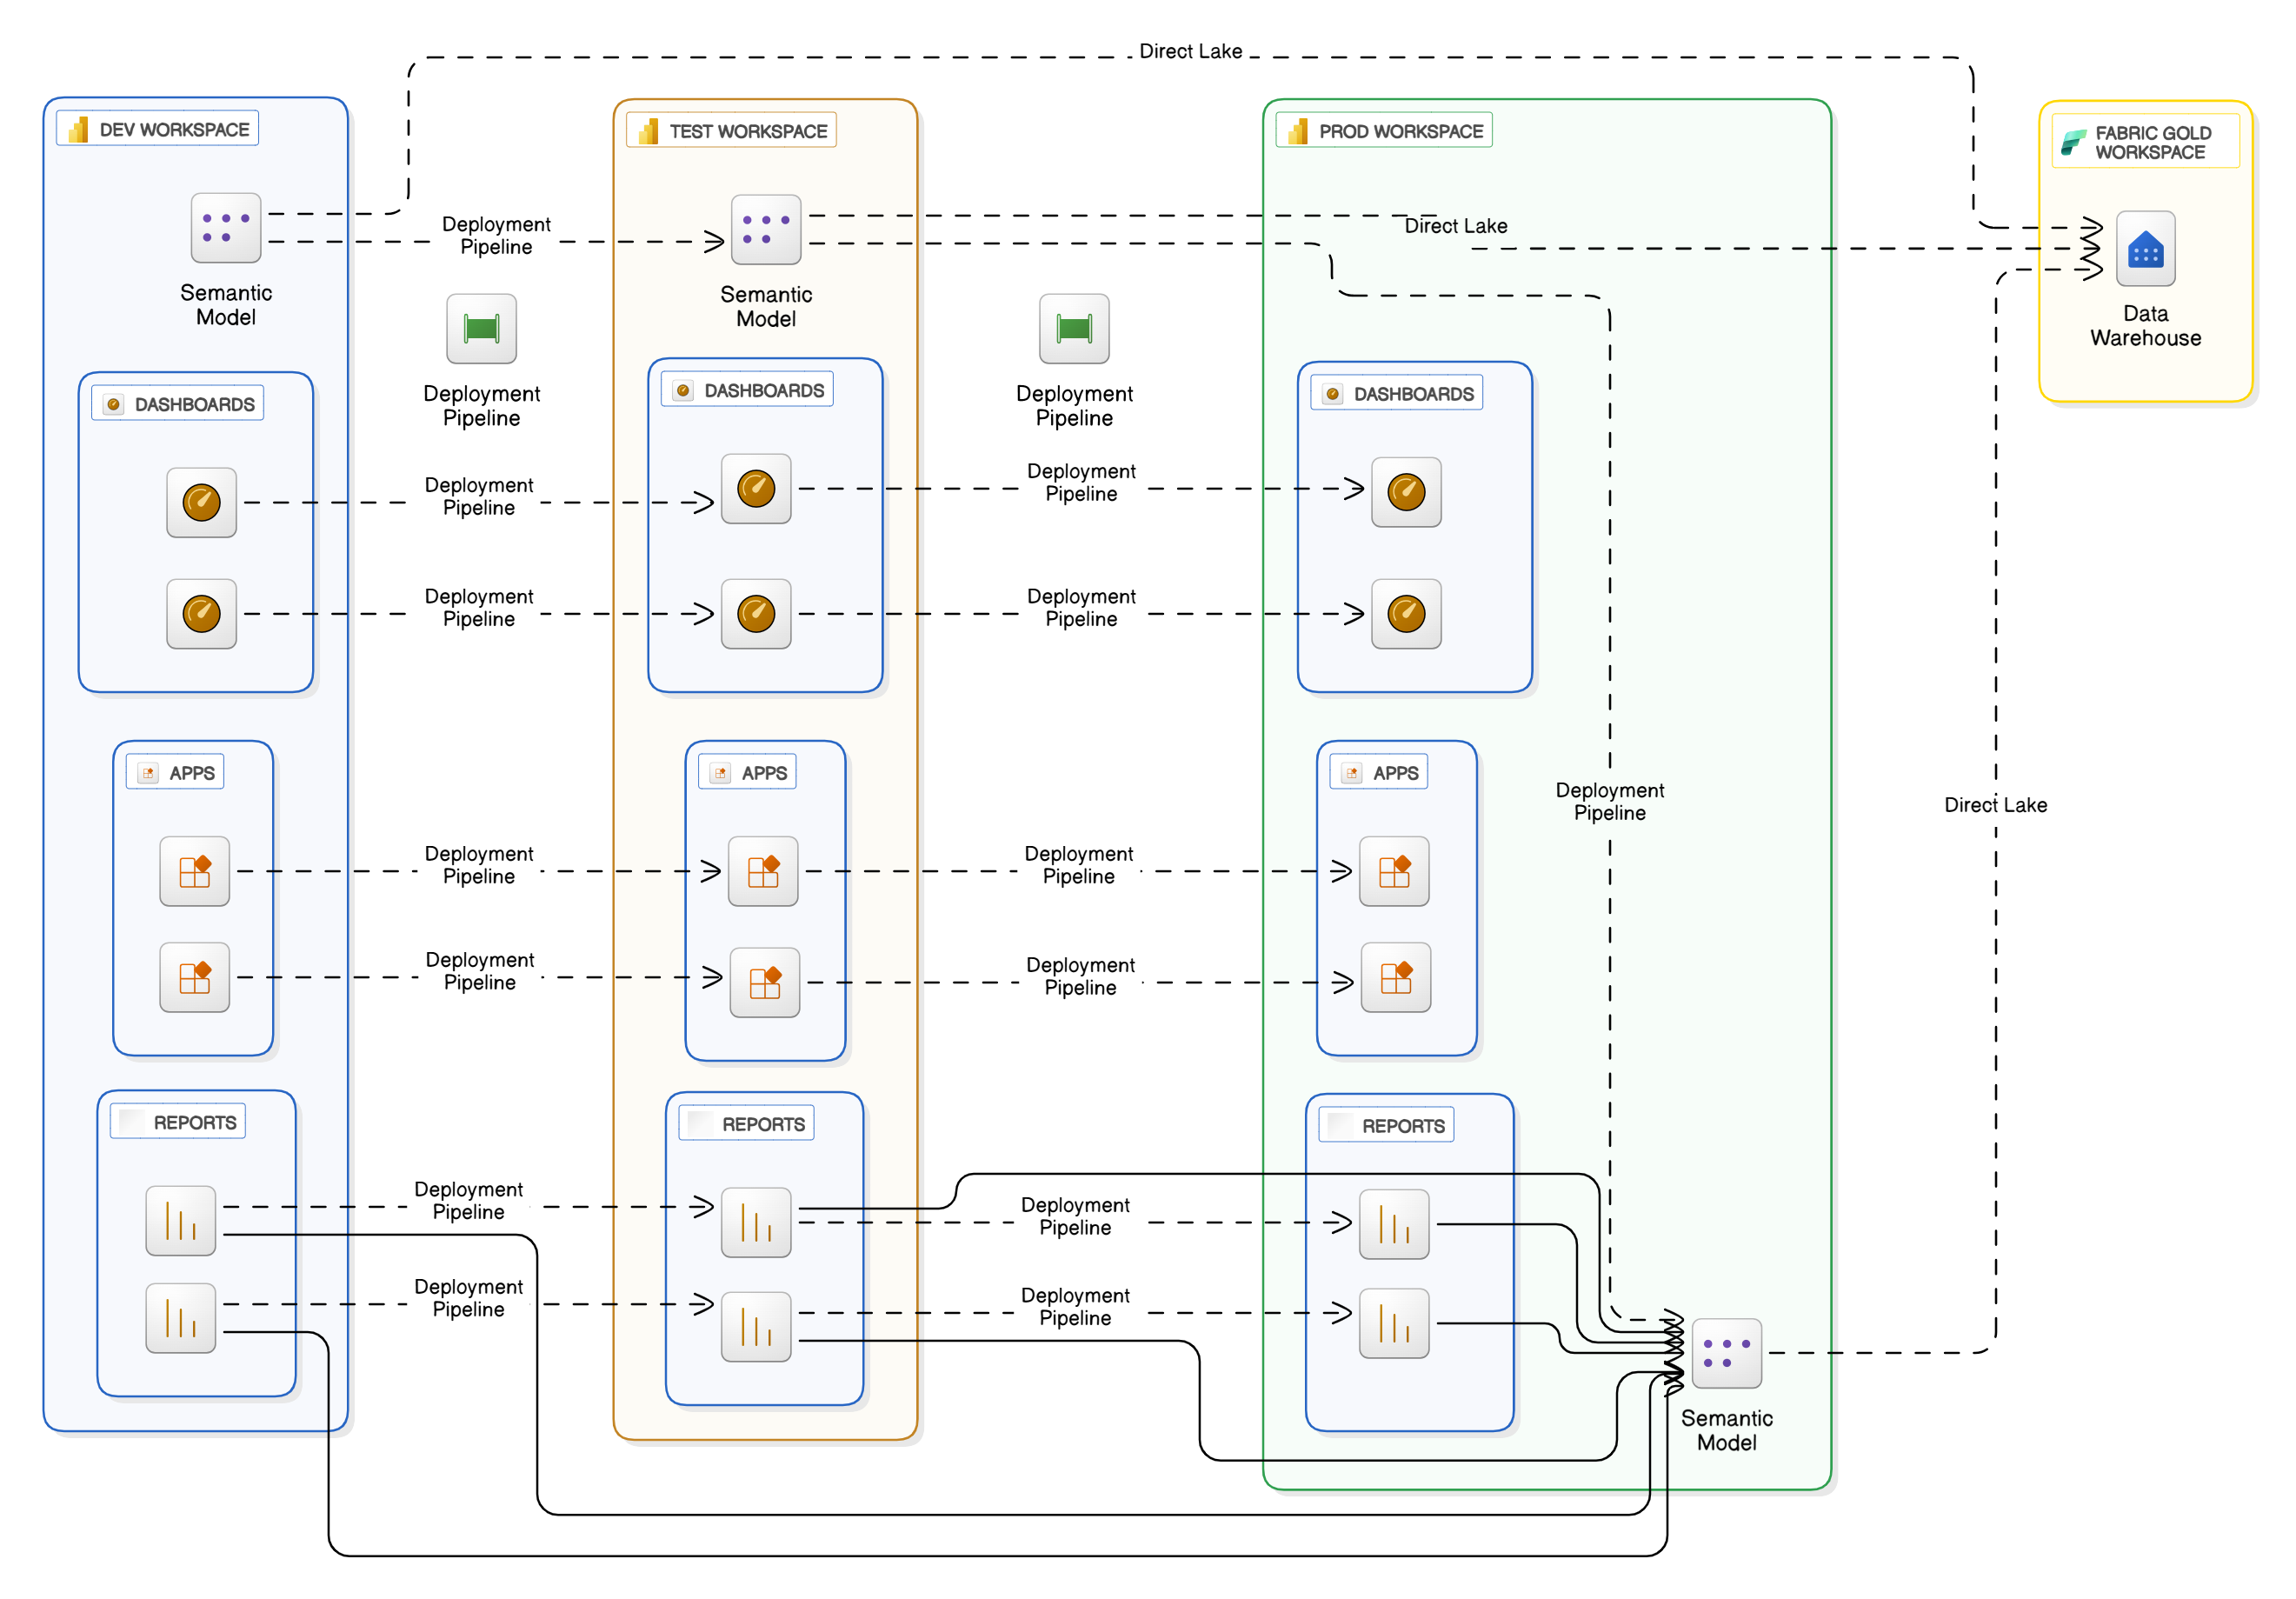 Direct Lake
DEV WORKSPACE
TEST WORKSPACE
PROD WORKSPACE
FABRIC GOLD
WORKSPACE
Semantic
Model
Deployment
Pipeline
Semantic
Model
Direct Lake
Data
Warehouse
Deployment
Pipeline
Deployment
Pipeline
DASHBOARDS
DASHBOARDS
DASHBOARDS
Deployment
Pipeline
Deployment
Pipeline
Deployment
Pipeline
Deployment
Pipeline
APPS
APPS
APPS
Deployment
Pipeline
Direct Lake
Deployment
Pipeline
Deployment
Pipeline
Deployment
Pipeline
Deployment
Pipeline
REPORTS
REPORTS
REPORTS
Deployment
Pipeline
Deployment
Pipeline
Deployment
Pipeline
Deployment
Pipeline
Semantic
Model